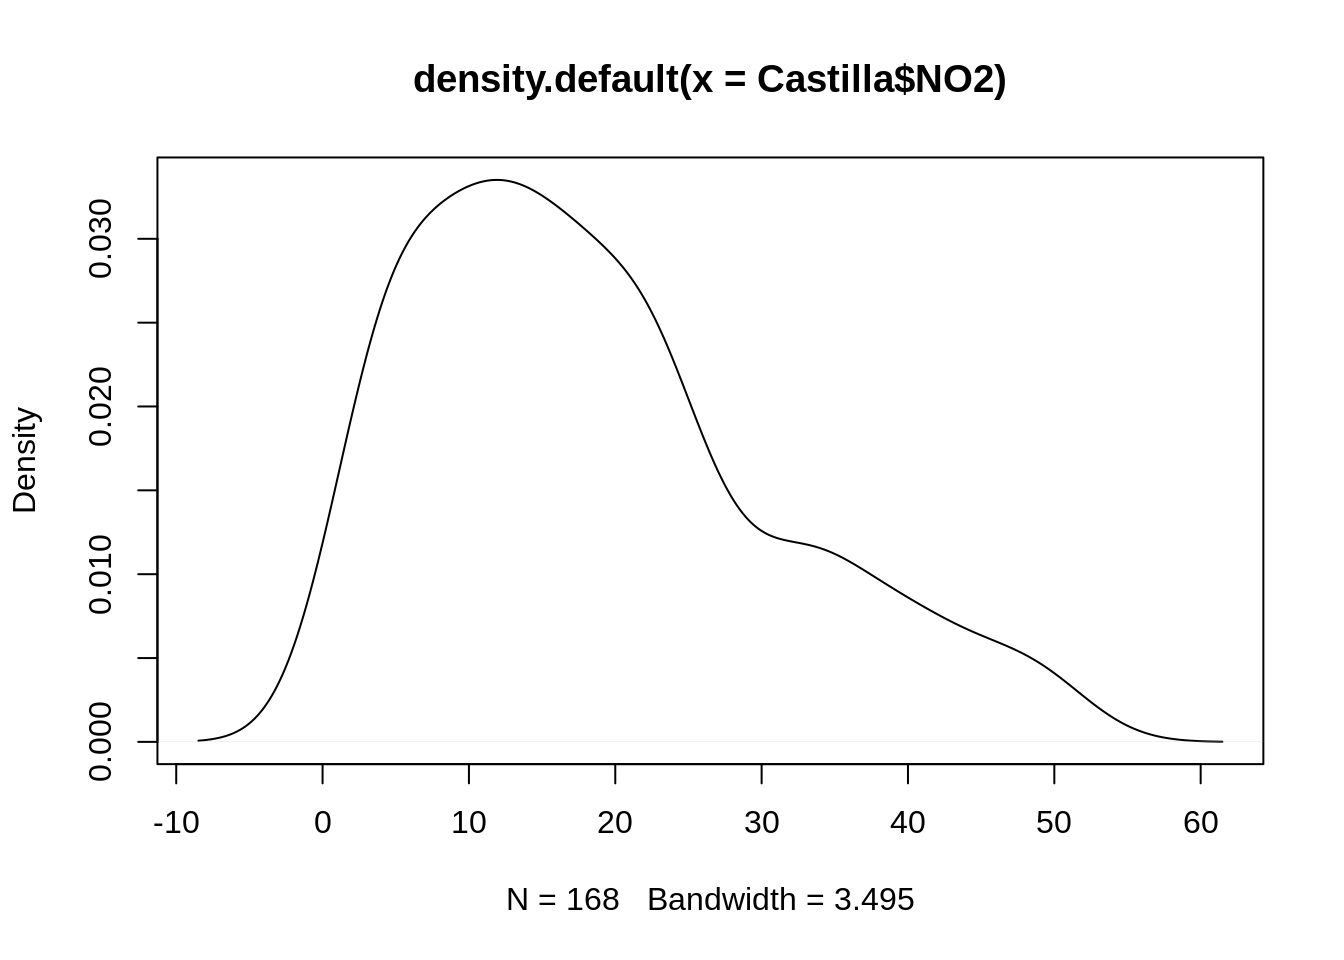 density.default(x = Castilla$NO2)
Density
0.030
0.020
0.010
0.000
-10 0 10 20 30 40 50 60
N = 168 Bandwidth = 3.495